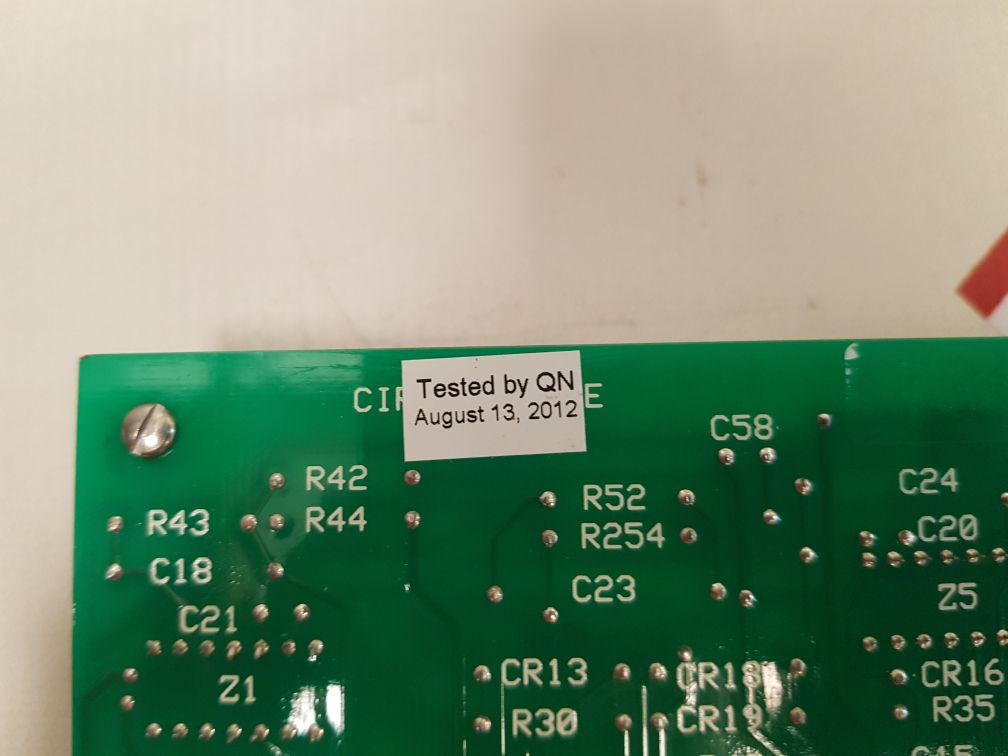 Tested by QN
August 13, 2012
C58
R42
C24
R52
R43
R44
C20
R254
C18
C23
Z5
C21
CR13
CR18
CR16
Z1
R30
CR19
R35